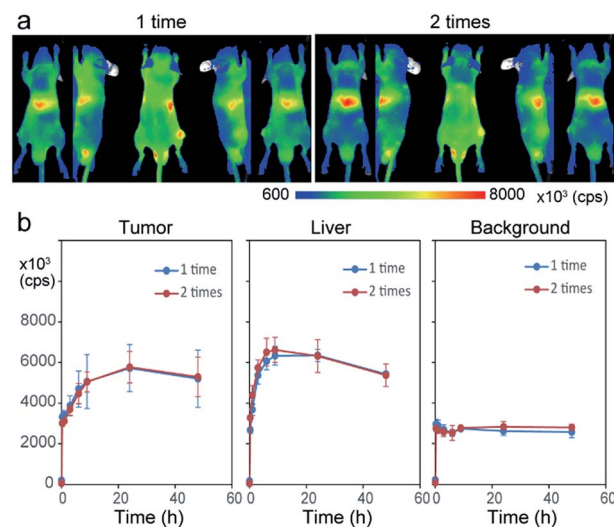 a
1 time
2 times
600
8000
x10³ (cps)
b
Tumor
Liver
Background
x10³
(cps)
8000
6000
4000
2000
0
1 time
2 times
1 time
2 times
1 time
2 times
0 20 40 60
0 20 40 60
0 20 40 60
Time (h)
Time (h)
Time (h)